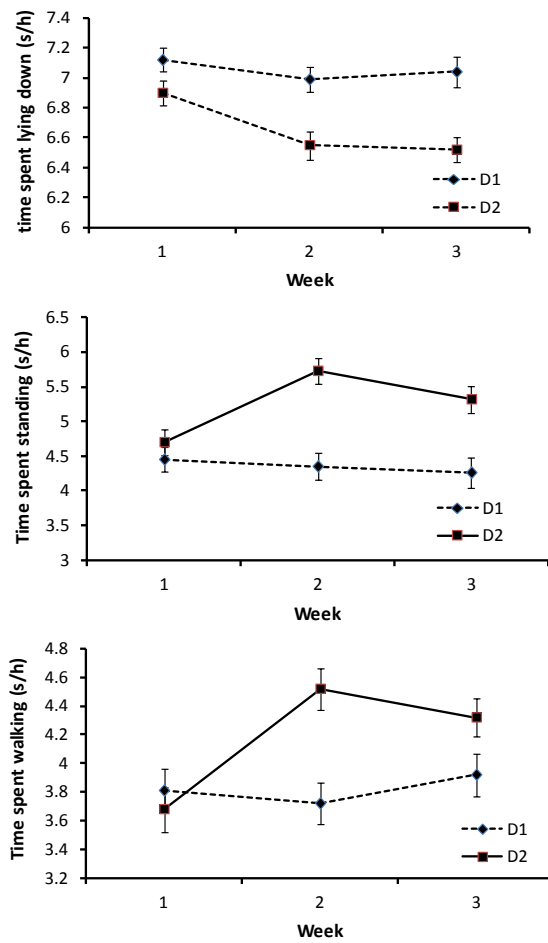 time spent lying down (s/h)
7.4
7.2
7
6.8
6.6
6.4
6.2
6
D1
D2
1 2 3
Week
Time spent standing (s/h)
6.5
6
5.5
5
4.5
4
3.5
3
D1
D2
1 2 3
Week
Time spent walking (s/h)
4.8
4.6
4.4
4.2
4
3.8
3.6
3.4
3.2
D1
D2
1 2 3
Week